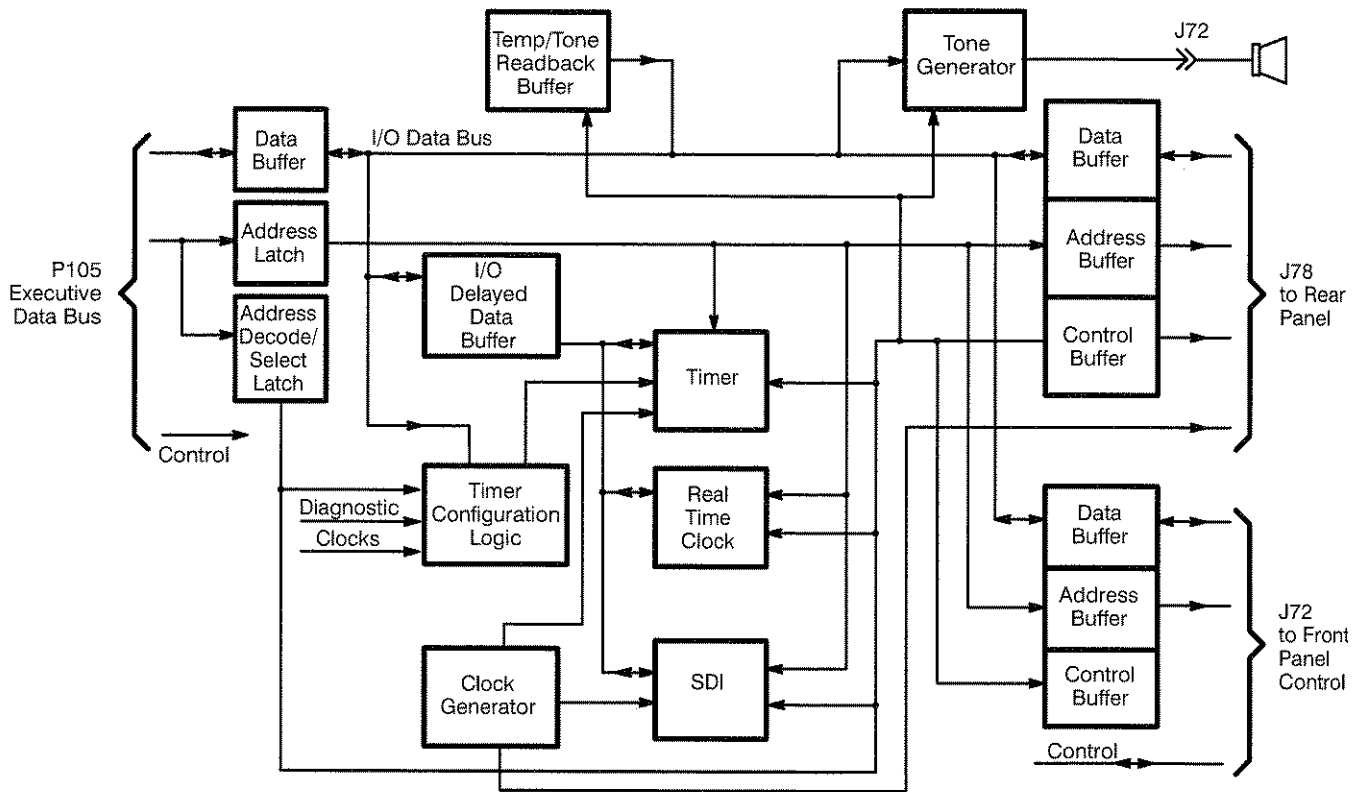 J72
Temp/Tone
Readback
Buffer
Tone
Generator
Data
Buffer
I/O Data Bus
Data
Buffer
Address
Latch
Address
Buffer
P105
Executive
Data Bus
I/O
Delayed
Data
Buffer
J78
to Rear
Panel
Address
Decode/
Select
Latch
Control
Buffer
Timer
Control
Timer
Configuration
Logic
Diagnostic
Clocks
Real
Time
Clock
Data
Buffer
Address
Buffer
J72
to Front
Panel
Control
Clock
Generator
SDI
Control
Buffer
Control